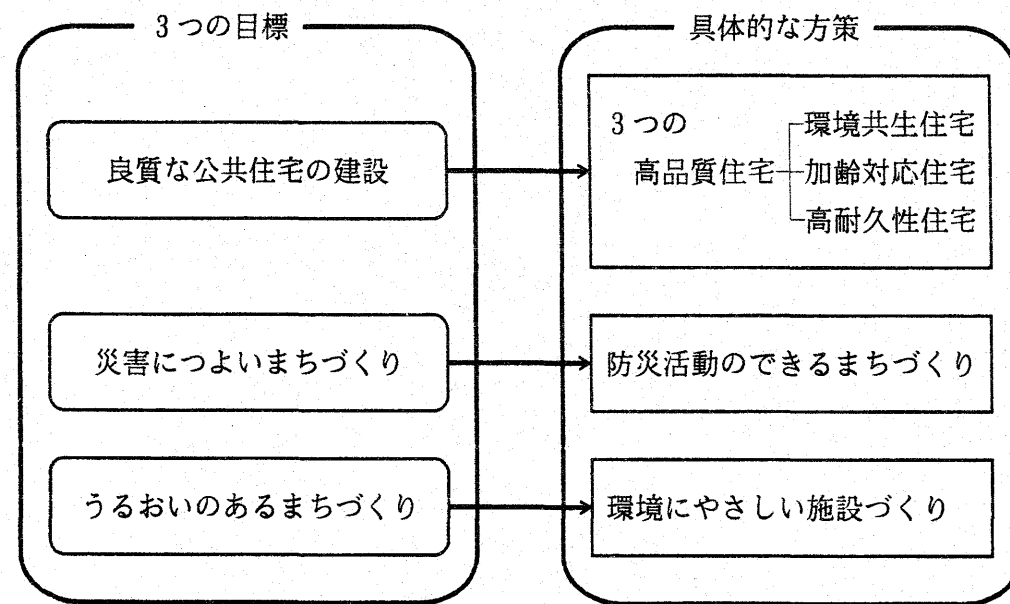 3つの目標
良質な公共住宅の建設
災害につよいまちづくり
うるおいのあるまちづくり
具体的な方策
3つの
高品質住宅
環境共生住宅
加齢対応住宅
高耐久性住宅
防災活動のできるまちづくり
環境にやさしい施設づくり